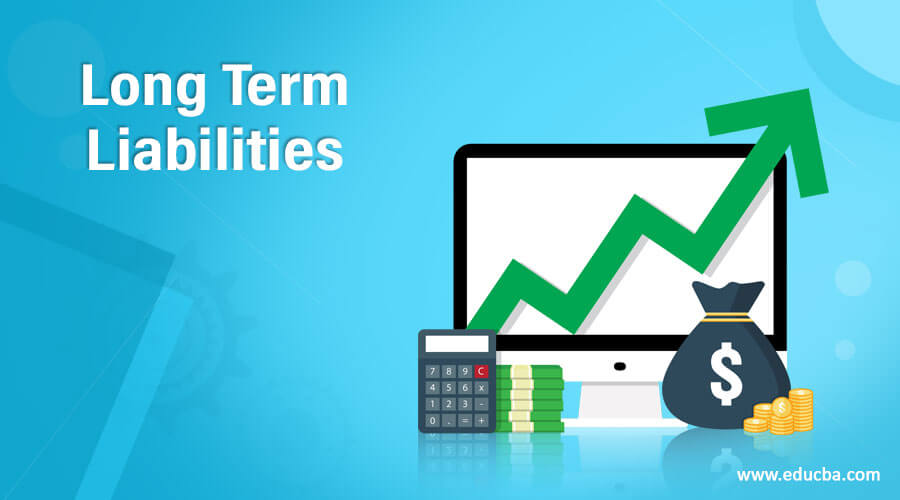 Long Term
Liabilities
7 8 9 C
4 5 6 x
1 2 3 -
0 . = +
$
$
www.educba.com